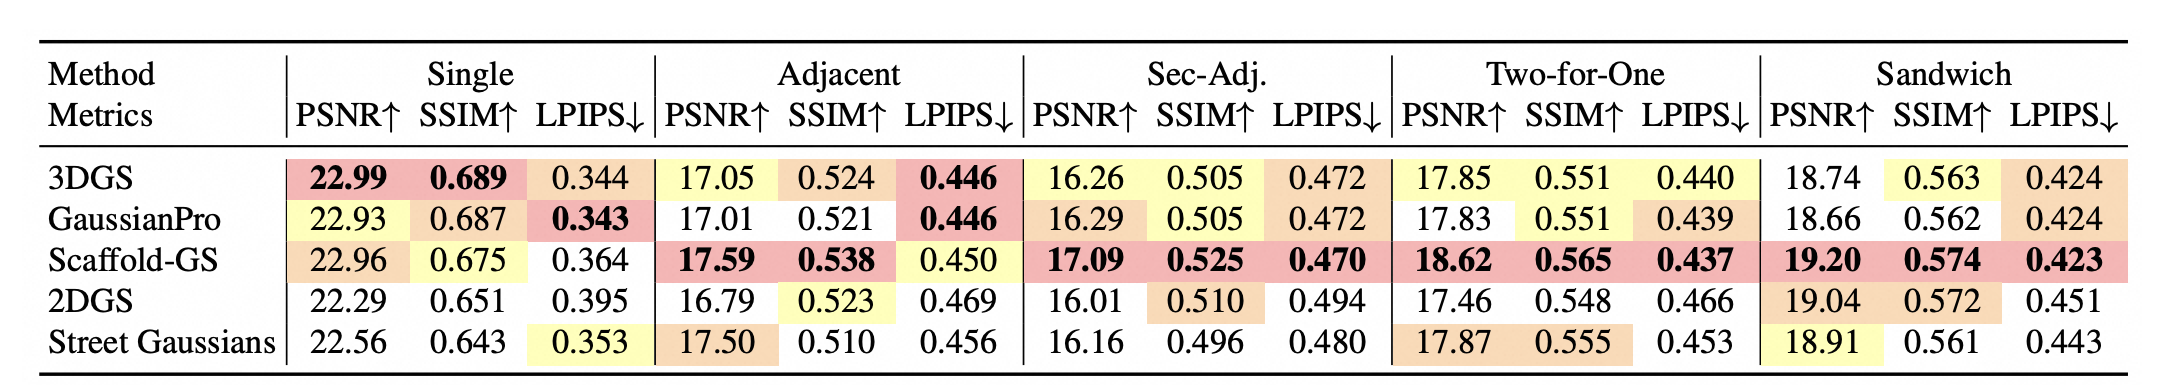 Method Single Adjacent Sec-Adj. Two-for-One Sandwich
Metrics PSNR↑ SSIM↑ LPIPS↓ PSNR↑ SSIM↑ LPIPS↓ PSNR↑ SSIM↑ LPIPS↓ PSNR↑ SSIM↑ LPIPS↓ PSNR↑ SSIM↑ LPIPS↓
3DGS 22.99 0.689 0.344 17.05 0.524 0.446 16.26 0.505 0.472 17.85 0.551 0.440 18.74 0.563 0.424
GaussianPro 22.93 0.687 0.343 17.01 0.521 0.446 16.29 0.505 0.472 17.83 0.551 0.439 18.66 0.562 0.424
Scaffold-GS 22.96 0.675 0.364 17.59 0.538 0.450 17.09 0.525 0.470 18.62 0.565 0.437 19.20 0.574 0.423
2DGS 22.29 0.651 0.395 16.79 0.523 0.469 16.01 0.510 0.494 17.46 0.548 0.466 19.04 0.572 0.451
Street Gaussians 22.56 0.643 0.353 17.50 0.510 0.456 16.16 0.496 0.480 17.87 0.555 0.453 18.91 0.561 0.443